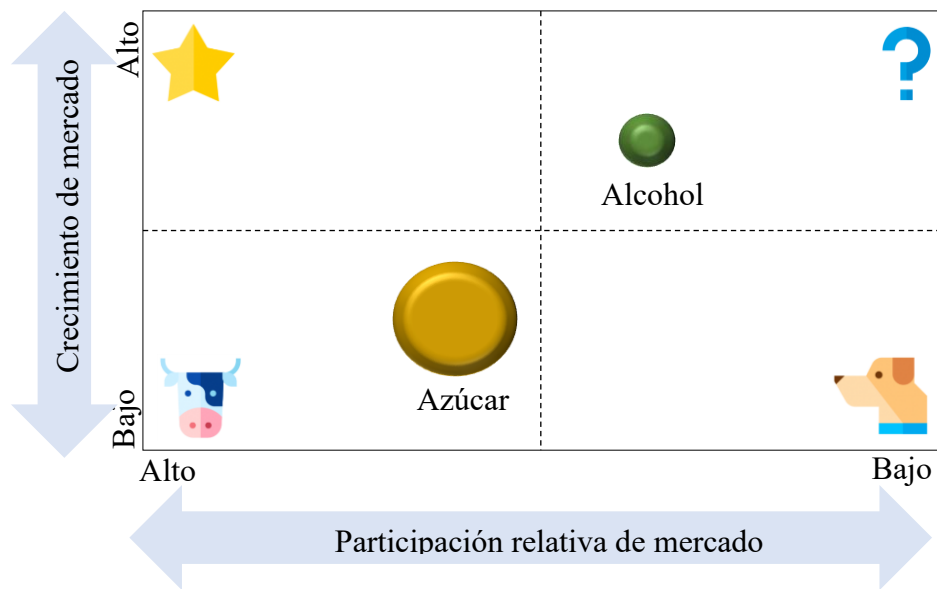 Alto
Crecimiento de mercado
Alcohol
Azúcar
Bajo
Alto
Bajo
Participación relativa de mercado